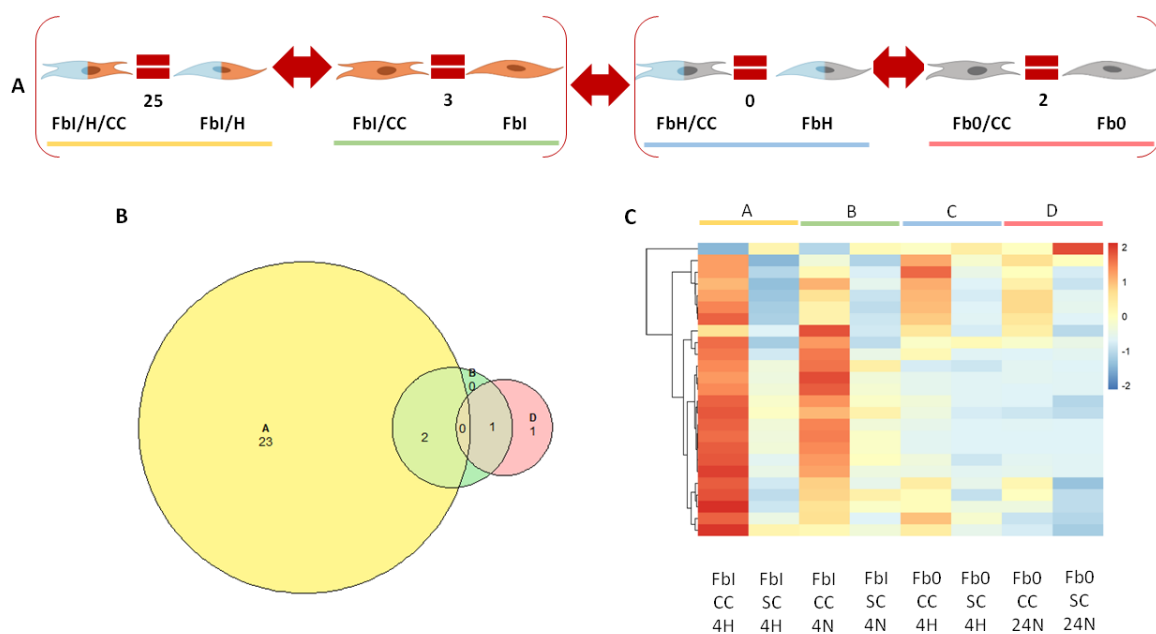 A
25
3
0
2
FbI/H/CC FbI/H FbI/CC FbI FbH/CC FbH Fb0/CC Fb0
B
A
23
2
B
0
0
1
D
1
C
A B C D
2
1
0
-1
-2
FbI FbI FbI FbI Fb0 Fb0 Fb0 Fb0
CC SC CC SC CC SC CC SC
4H 4H 4N 4N 4H 4H 24N 24N